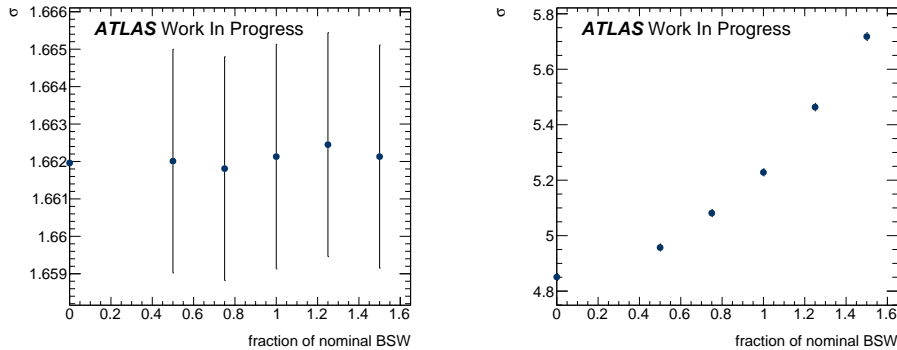 σ
1.666
1.665
1.664
1.663
1.662
1.661
1.66
1.659
ATLAS Work In Progress
0 0.2 0.4 0.6 0.8 1.0 1.2 1.4 1.6
fraction of nominal BSW
σ
5.8
5.6
5.4
5.2
5
4.8
ATLAS Work In Progress
0 0.2 0.4 0.6 0.8 1.0 1.2 1.4 1.6
fraction of nominal BSW